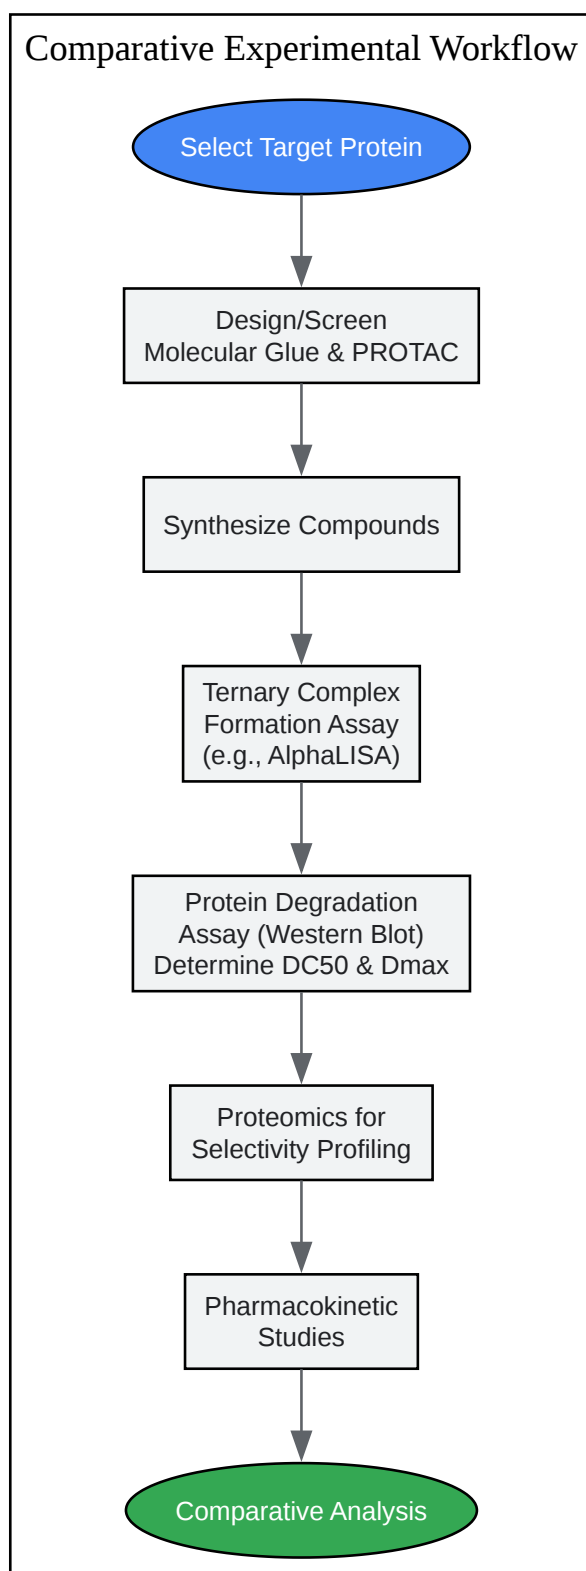 Comparative Experimental Workflow
Select Target Protein
Design/Screen
Molecular Glue & PROTAC
Synthesize Compounds
Ternary Complex
Formation Assay
(e.g., AlphaLISA)
Protein Degradation
Assay (Western Blot)
Determine DC50 & Dmax
Proteomics for
Selectivity Profiling
Pharmacokinetic
Studies
Comparative Analysis